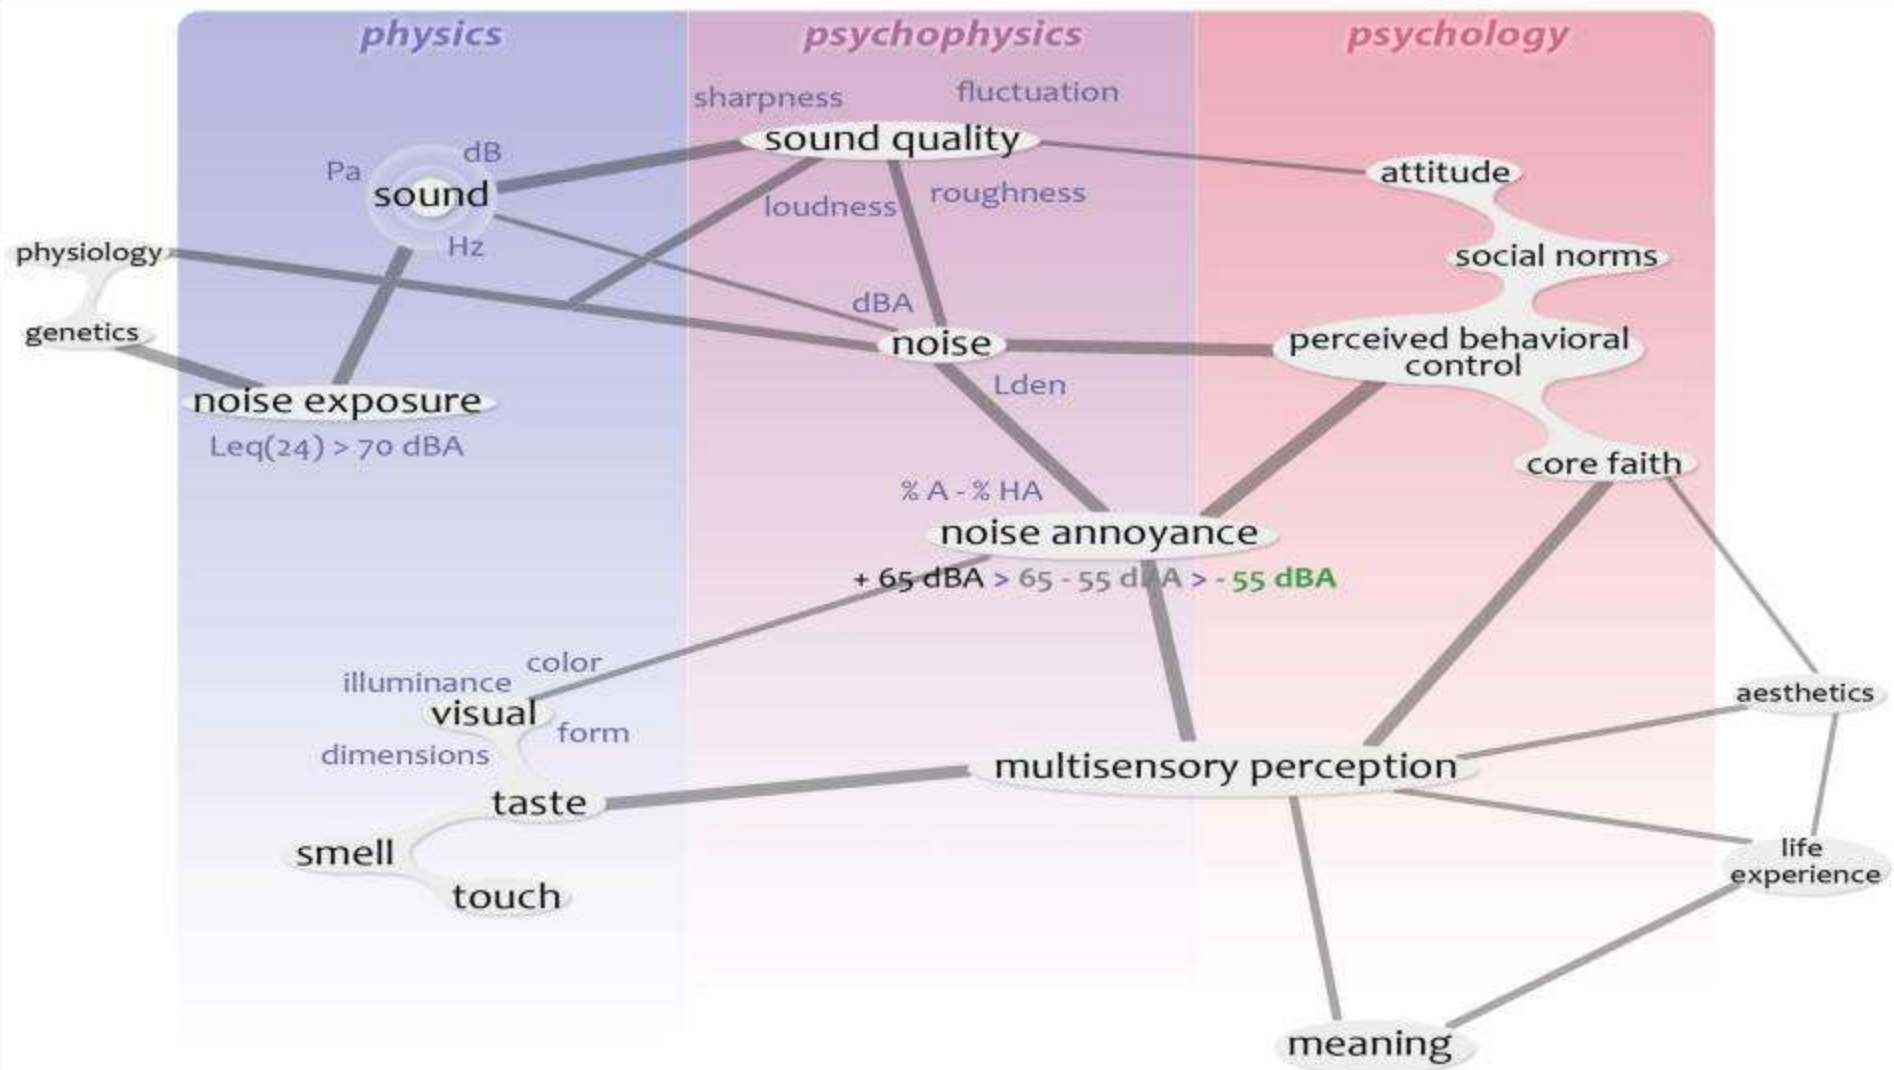 physics
psychophysics
psychology
sharpness
fluctuation
sound quality
dB
Pa
sound
Hz
loudness
roughness
attitude
physiology
social norms
genetics
dBA
noise
perceived behavioral
control
Lden
noise exposure
Leq(24) > 70 dBA
core faith
% A - % HA
noise annoyance
+ 65 dBA > 65 - 55 dBA > - 55 dBA
color
illuminance
visual
form
dimensions
aesthetics
multisensory perception
taste
smell
touch
life
experience
meaning